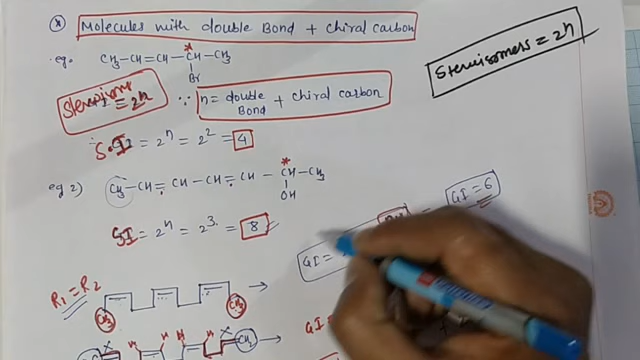 Molecules with double Bond + chiral carbon
Stereoisomers = 2ⁿ
eg. CH₃-CH=CH-CH-CH₃
*
Br
Stereoisoms
I = 2ⁿ
∵ n = double Bond + chiral carbon
∴ S.I = 2ⁿ = 2² = 4
eg 2) CH₃-CH=CH-CH=CH-CH-CH₃
*
OH
SI = 2ⁿ = 2³ = 8
GI = 6
GI =
R₁ = R₂
CH₃ CH₃
H H H
CH₃
GI =